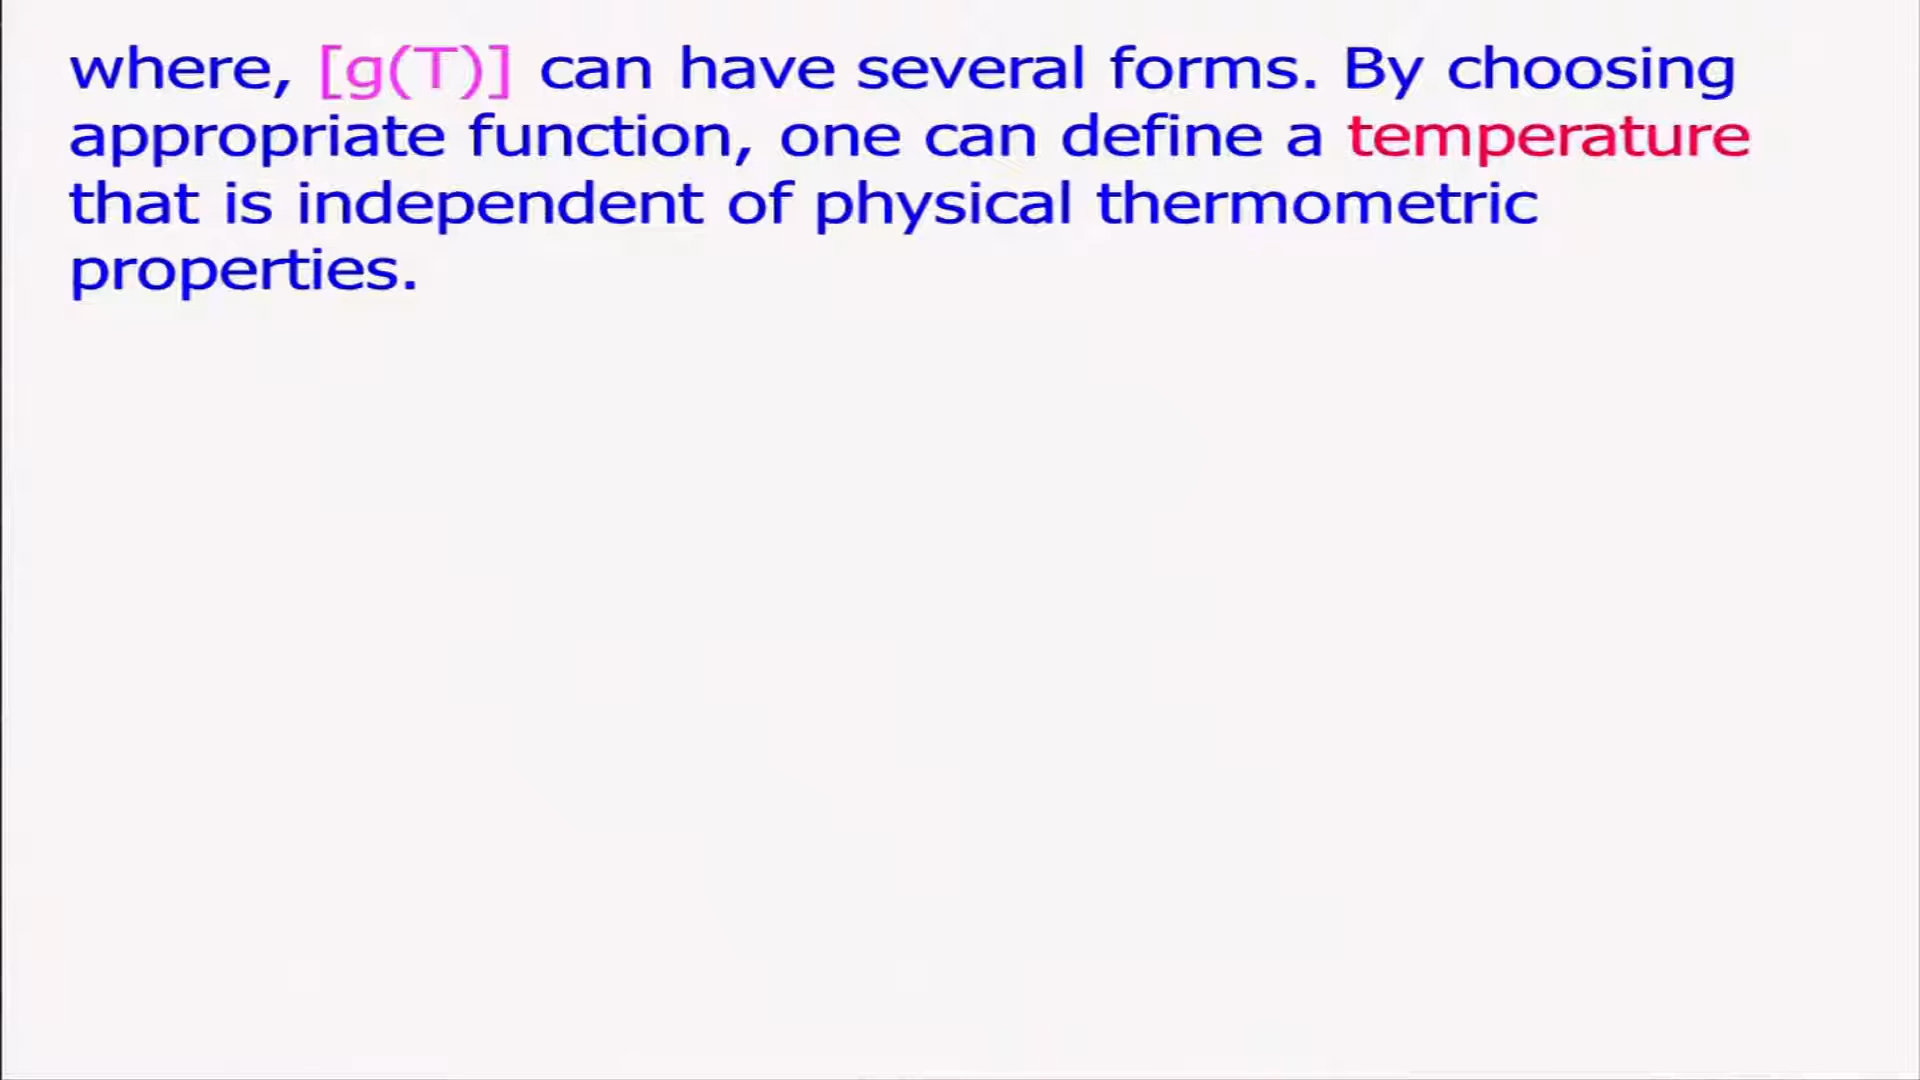 where, [g(T)] can have several forms. By choosing
appropriate function, one can define a temperature
that is independent of physical thermometric
properties.